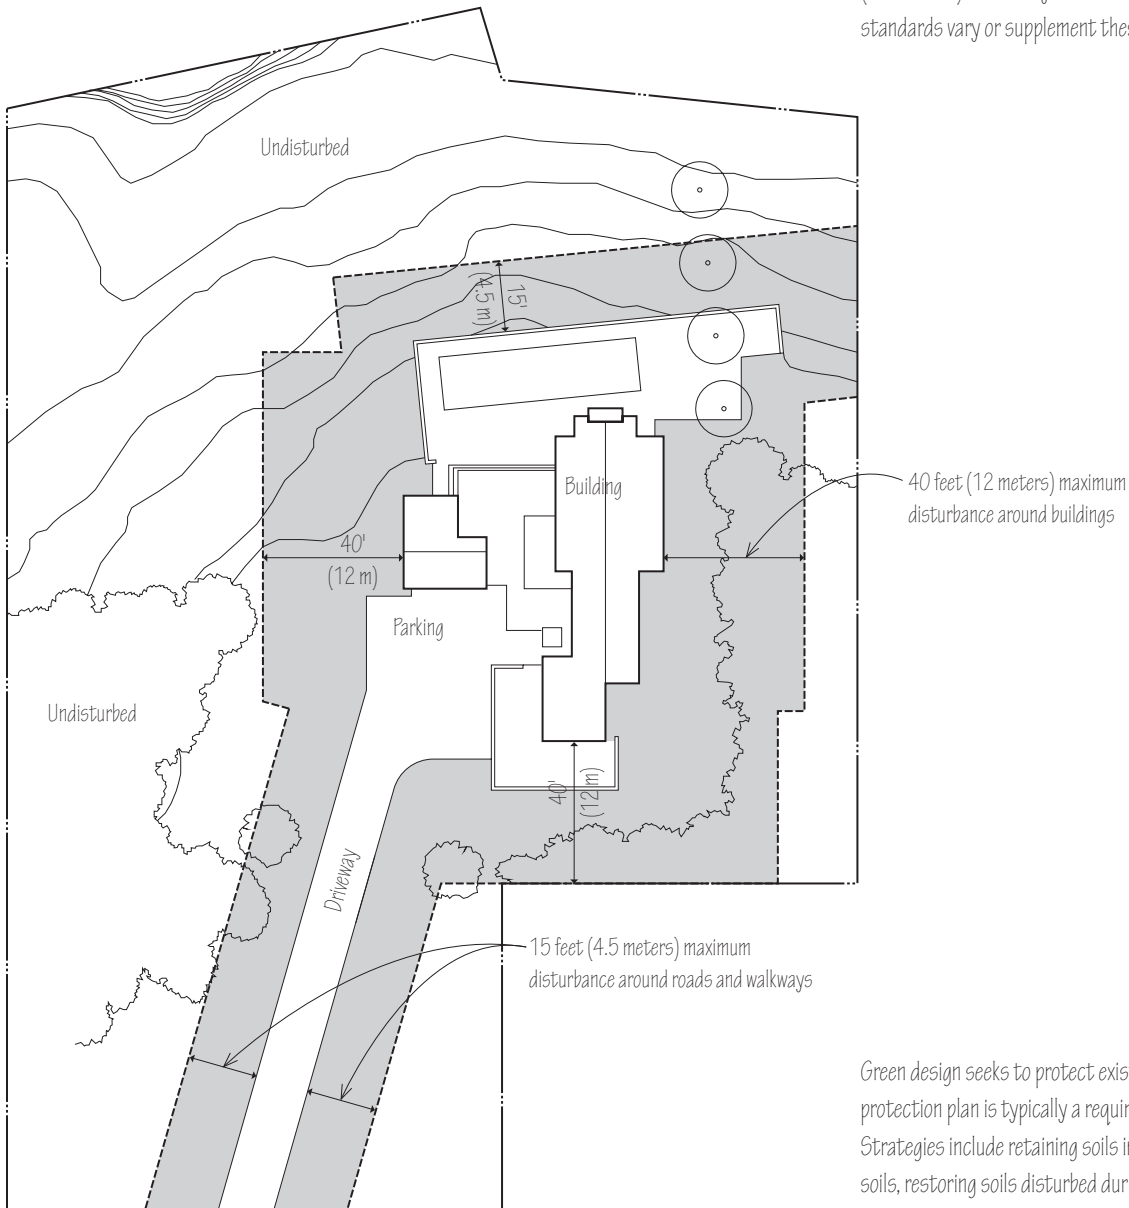 standards vary or supplement thes
Undisturbed
15'
(4.5 m)
Building
40 feet (12 meters) maximum
disturbance around buildings
40'
(12 m)
Parking
Undisturbed
40'
(12 m)
Driveway
15 feet (4.5 meters) maximum
disturbance around roads and walkways
Green design seeks to protect exis
protection plan is typically a requir
Strategies include retaining soils i
soils, restoring soils disturbed dur